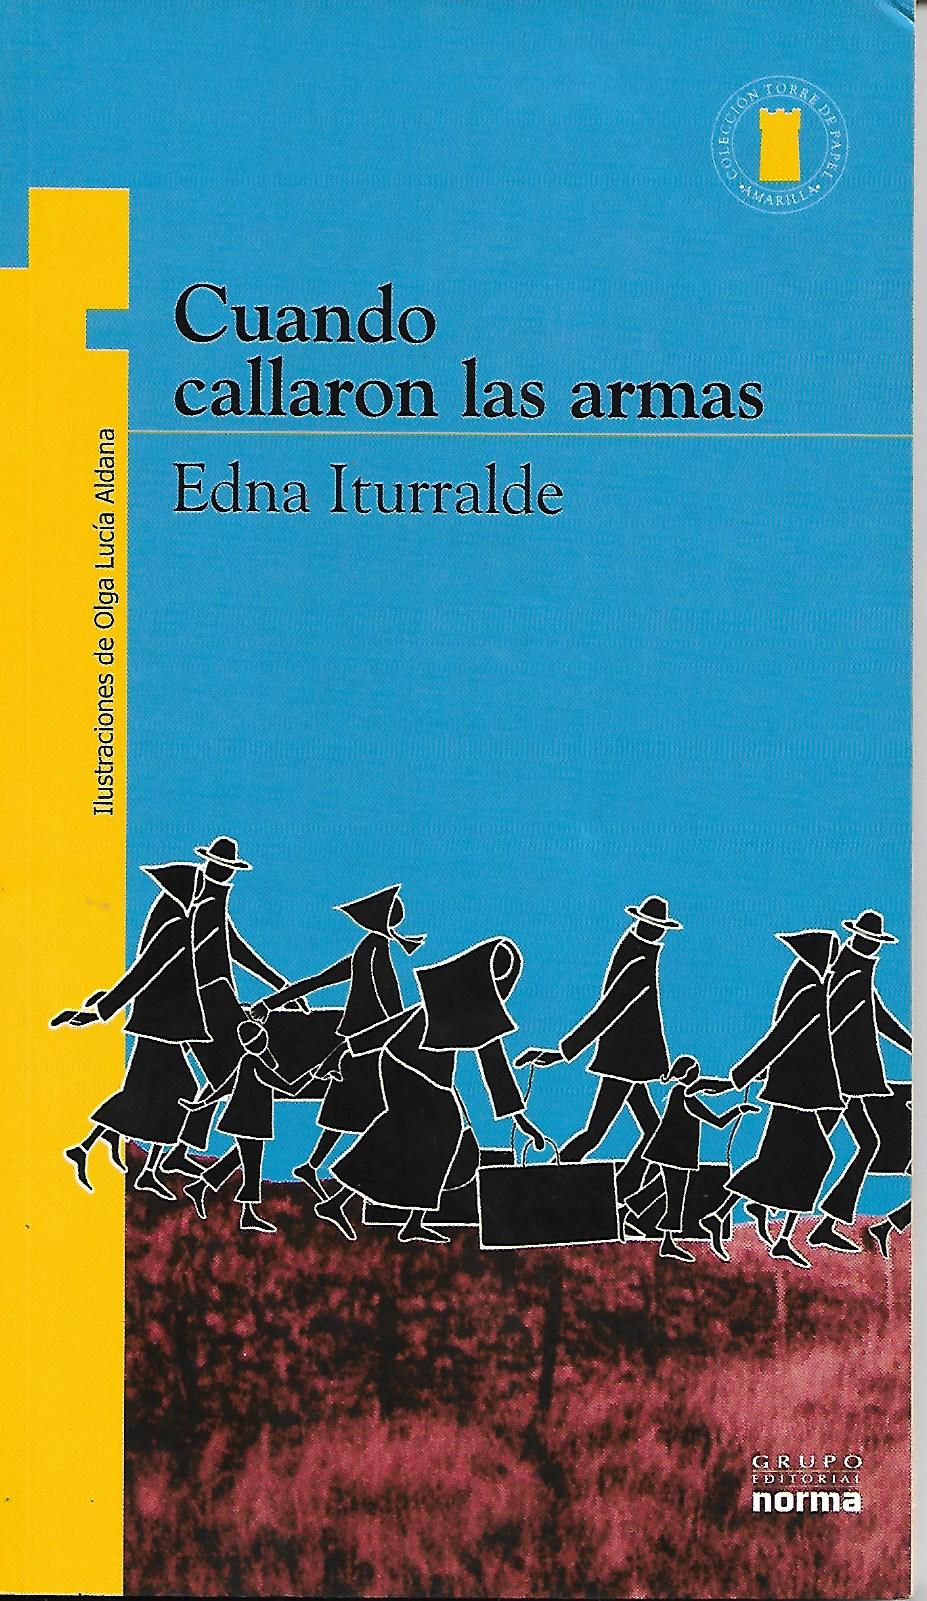 COLECCIÓN TORRE DE PAPEL
AMARILLA
Cuando
callaron las armas
Edna Iturralde
Ilustraciones de Olga Lucía Aldana
GRUPO
EDITORIAL
norma